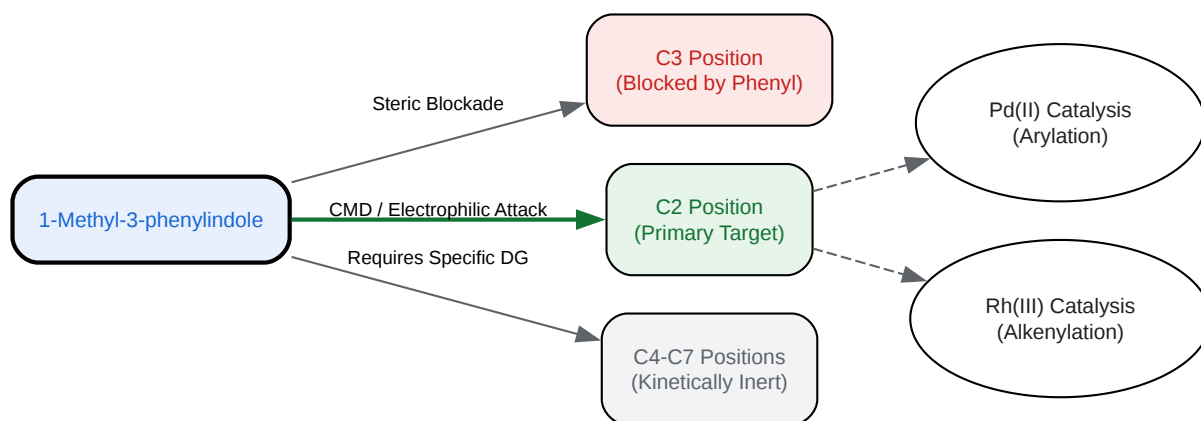 1-Methyl-3-phenylindole
Steric Blockade
CMD / Electrophilic Attack
Requires Specific DG
C3 Position
(Blocked by Phenyl)
C2 Position
(Primary Target)
C4-C7 Positions
(Kinetically Inert)
Pd(II) Catalysis
(Arylation)
Rh(III) Catalysis
(Alkenylation)